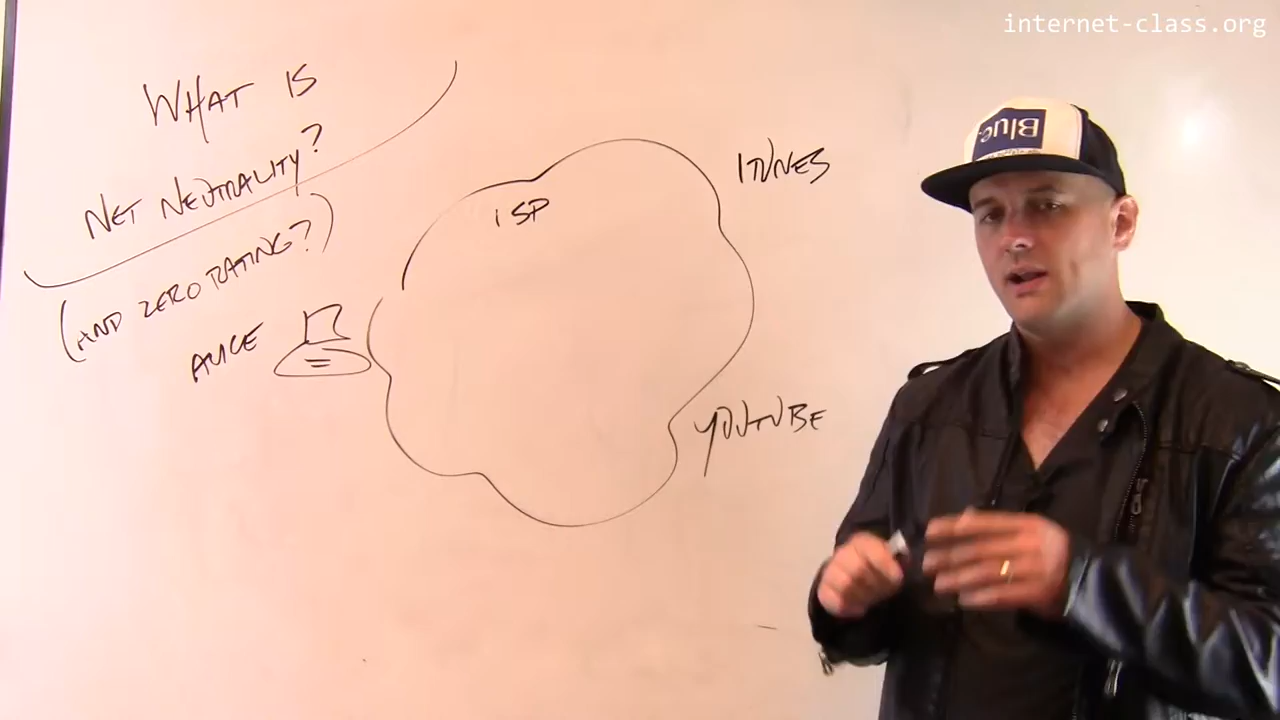 internet-class.org
WHAT IS
NET NEUTRALITY?
(AND ZERO RATING?)
ALICE
ISP
ITUNES
YOUTUBE
Blue